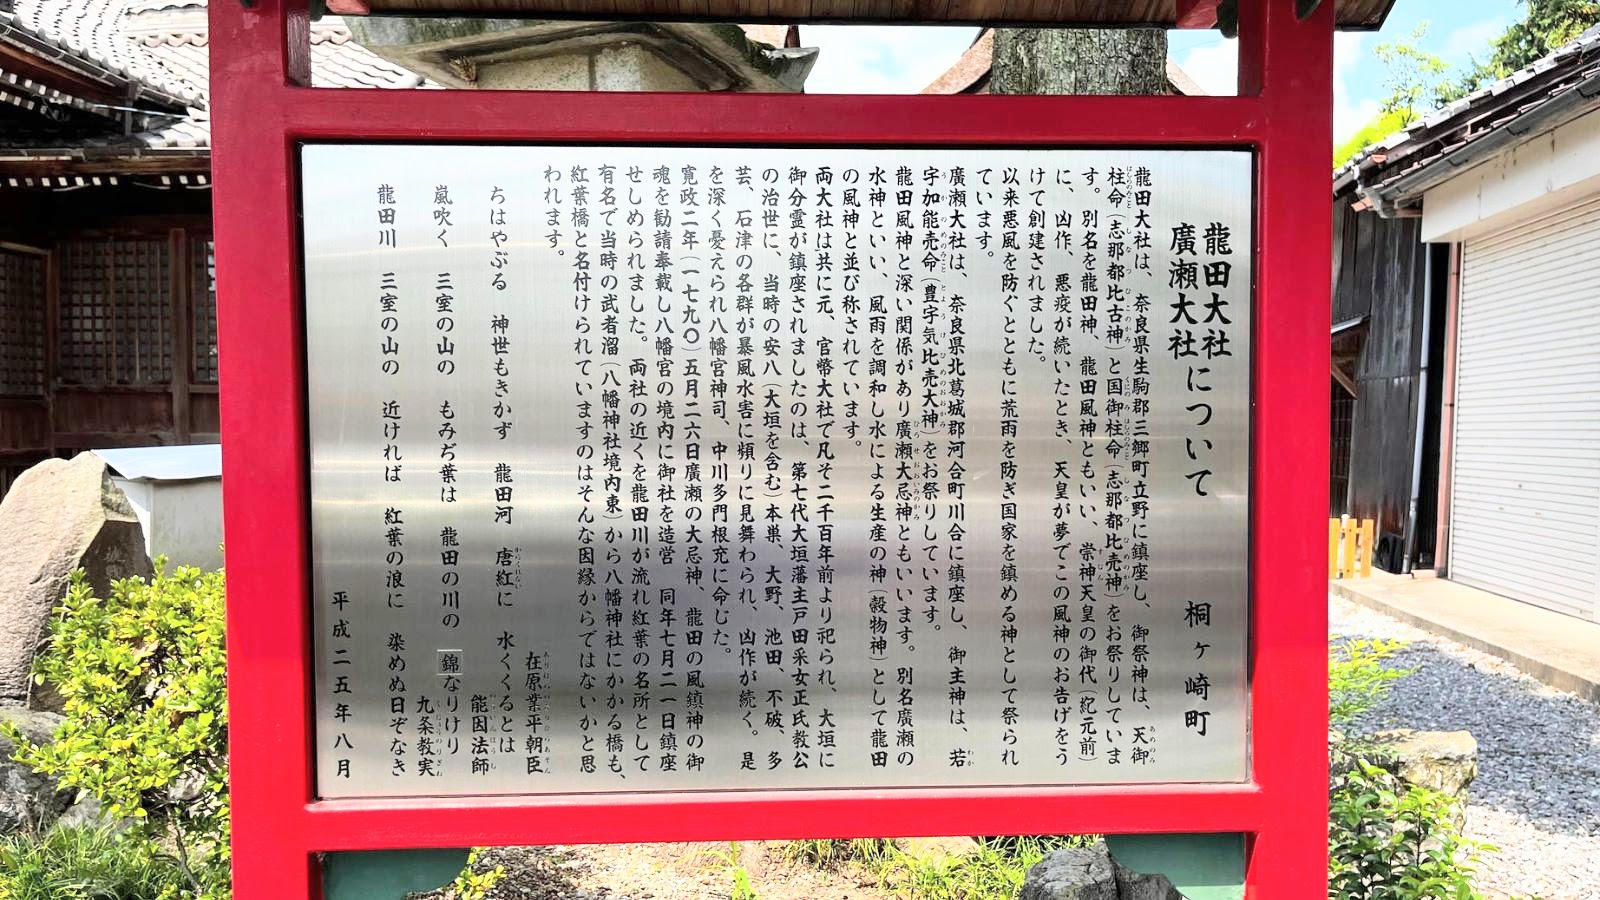 龍田大社
廣瀬大社について
桐ヶ崎町
龍田大社は、奈良県生駒郡三郷町立野に鎮座し、御祭神は、天御
柱命(志那都比古神)と国御柱命(志那都比売神)をお祭りしていま
す。別名を龍田神、龍田風神ともいい、崇神天皇の御代(紀元前)
に、凶作、悪疫が続いたとき、天皇が夢でこの風神のお告げをう
けて創建されました。
以来悪風を防ぐとともに荒雨を防ぎ国家を鎮める神として祭られ
ています。
廣瀬大社は、奈良県北葛城郡河合町川合に鎮座し、御主神は、若
宇加能売命(豊宇気比売大神)をお祭りしています。
龍田風神と深い関係があり廣瀬大忌神ともいいます。別名廣瀬の
水神といい、風雨を調和し水による生産の神(穀物神)として龍田
の風神と並び称されています。
両大社は共に元、官幣大社で凡そ二千百年前より祀られ、大垣に
御分霊が鎮座されましたのは、第七代大垣藩主戸田采女正氏教公
の治世に、当時の安八(大垣を含む)本巣、大野、池田、不破、多
芸、石津の各群が暴風水害に頻りに見舞わられ、凶作が続く。是
を深く憂えられ八幡宮神司、中川多門根充に命じた。
寛政二年(一七九〇)五月二六日廣瀬の大忌神、龍田の風鎮神の御
魂を勧請奉載し八幡宮の境内に御社を造営 同年七月二一日鎮座
せしめられました。両社の近くを龍田川が流れ紅葉の名所として
有名で当時の武者溜(八幡神社境内東)から八幡神社にかかる橋も、
紅葉橋と名付けられていますのはそんな因縁からではないかと思
われます。
在原業平朝臣
ちはやぶる 神世もきかず 龍田河 唐紅に 水くくるとは
能因法師
嵐吹く 三室の山の もみぢ葉は 龍田の川の 錦なりけり
九条教実
龍田川 三室の山の 近ければ 紅葉の浪に 染めぬ日ぞなき
平成二五年八月